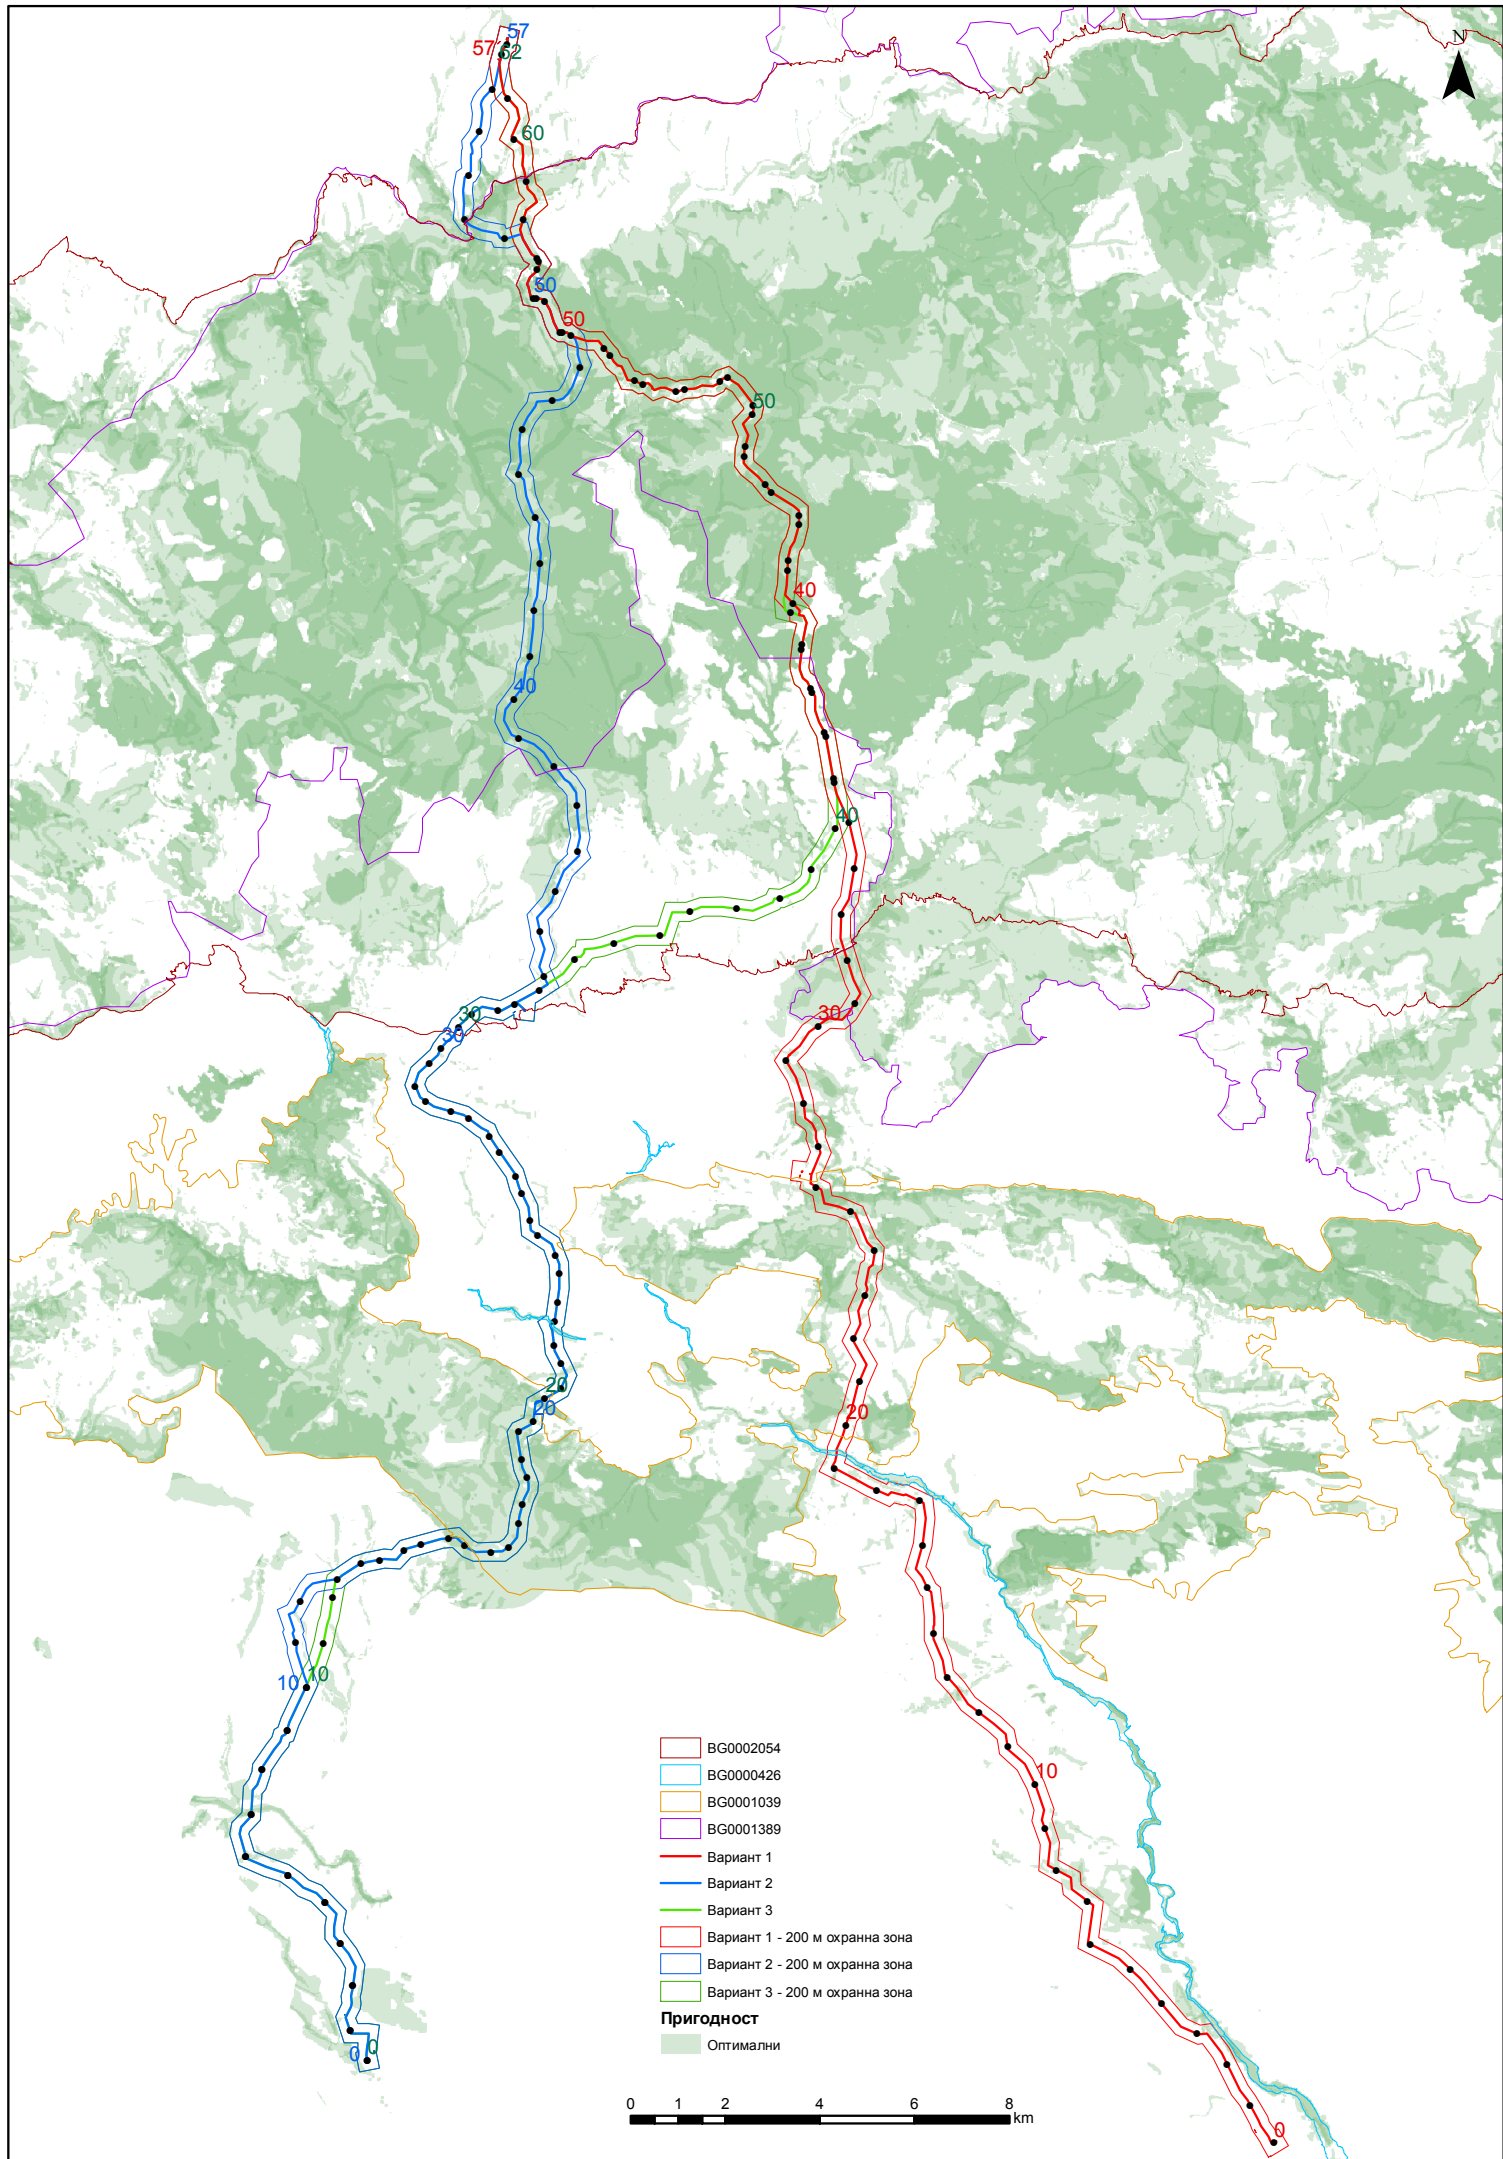 57
57
62
N
60
50
50
50
40
40
40
30
30
30
20
20
20
10
10
10
0
0
0
BG0002054
BG0000426
BG0001039
BG0001389
Вариант 1
Вариант 2
Вариант 3
Вариант 1 - 200 м охранна зона
Вариант 2 - 200 м охранна зона
Вариант 3 - 200 м охранна зона
Пригодност
Оптимални
0 1 2 4 6 8
km